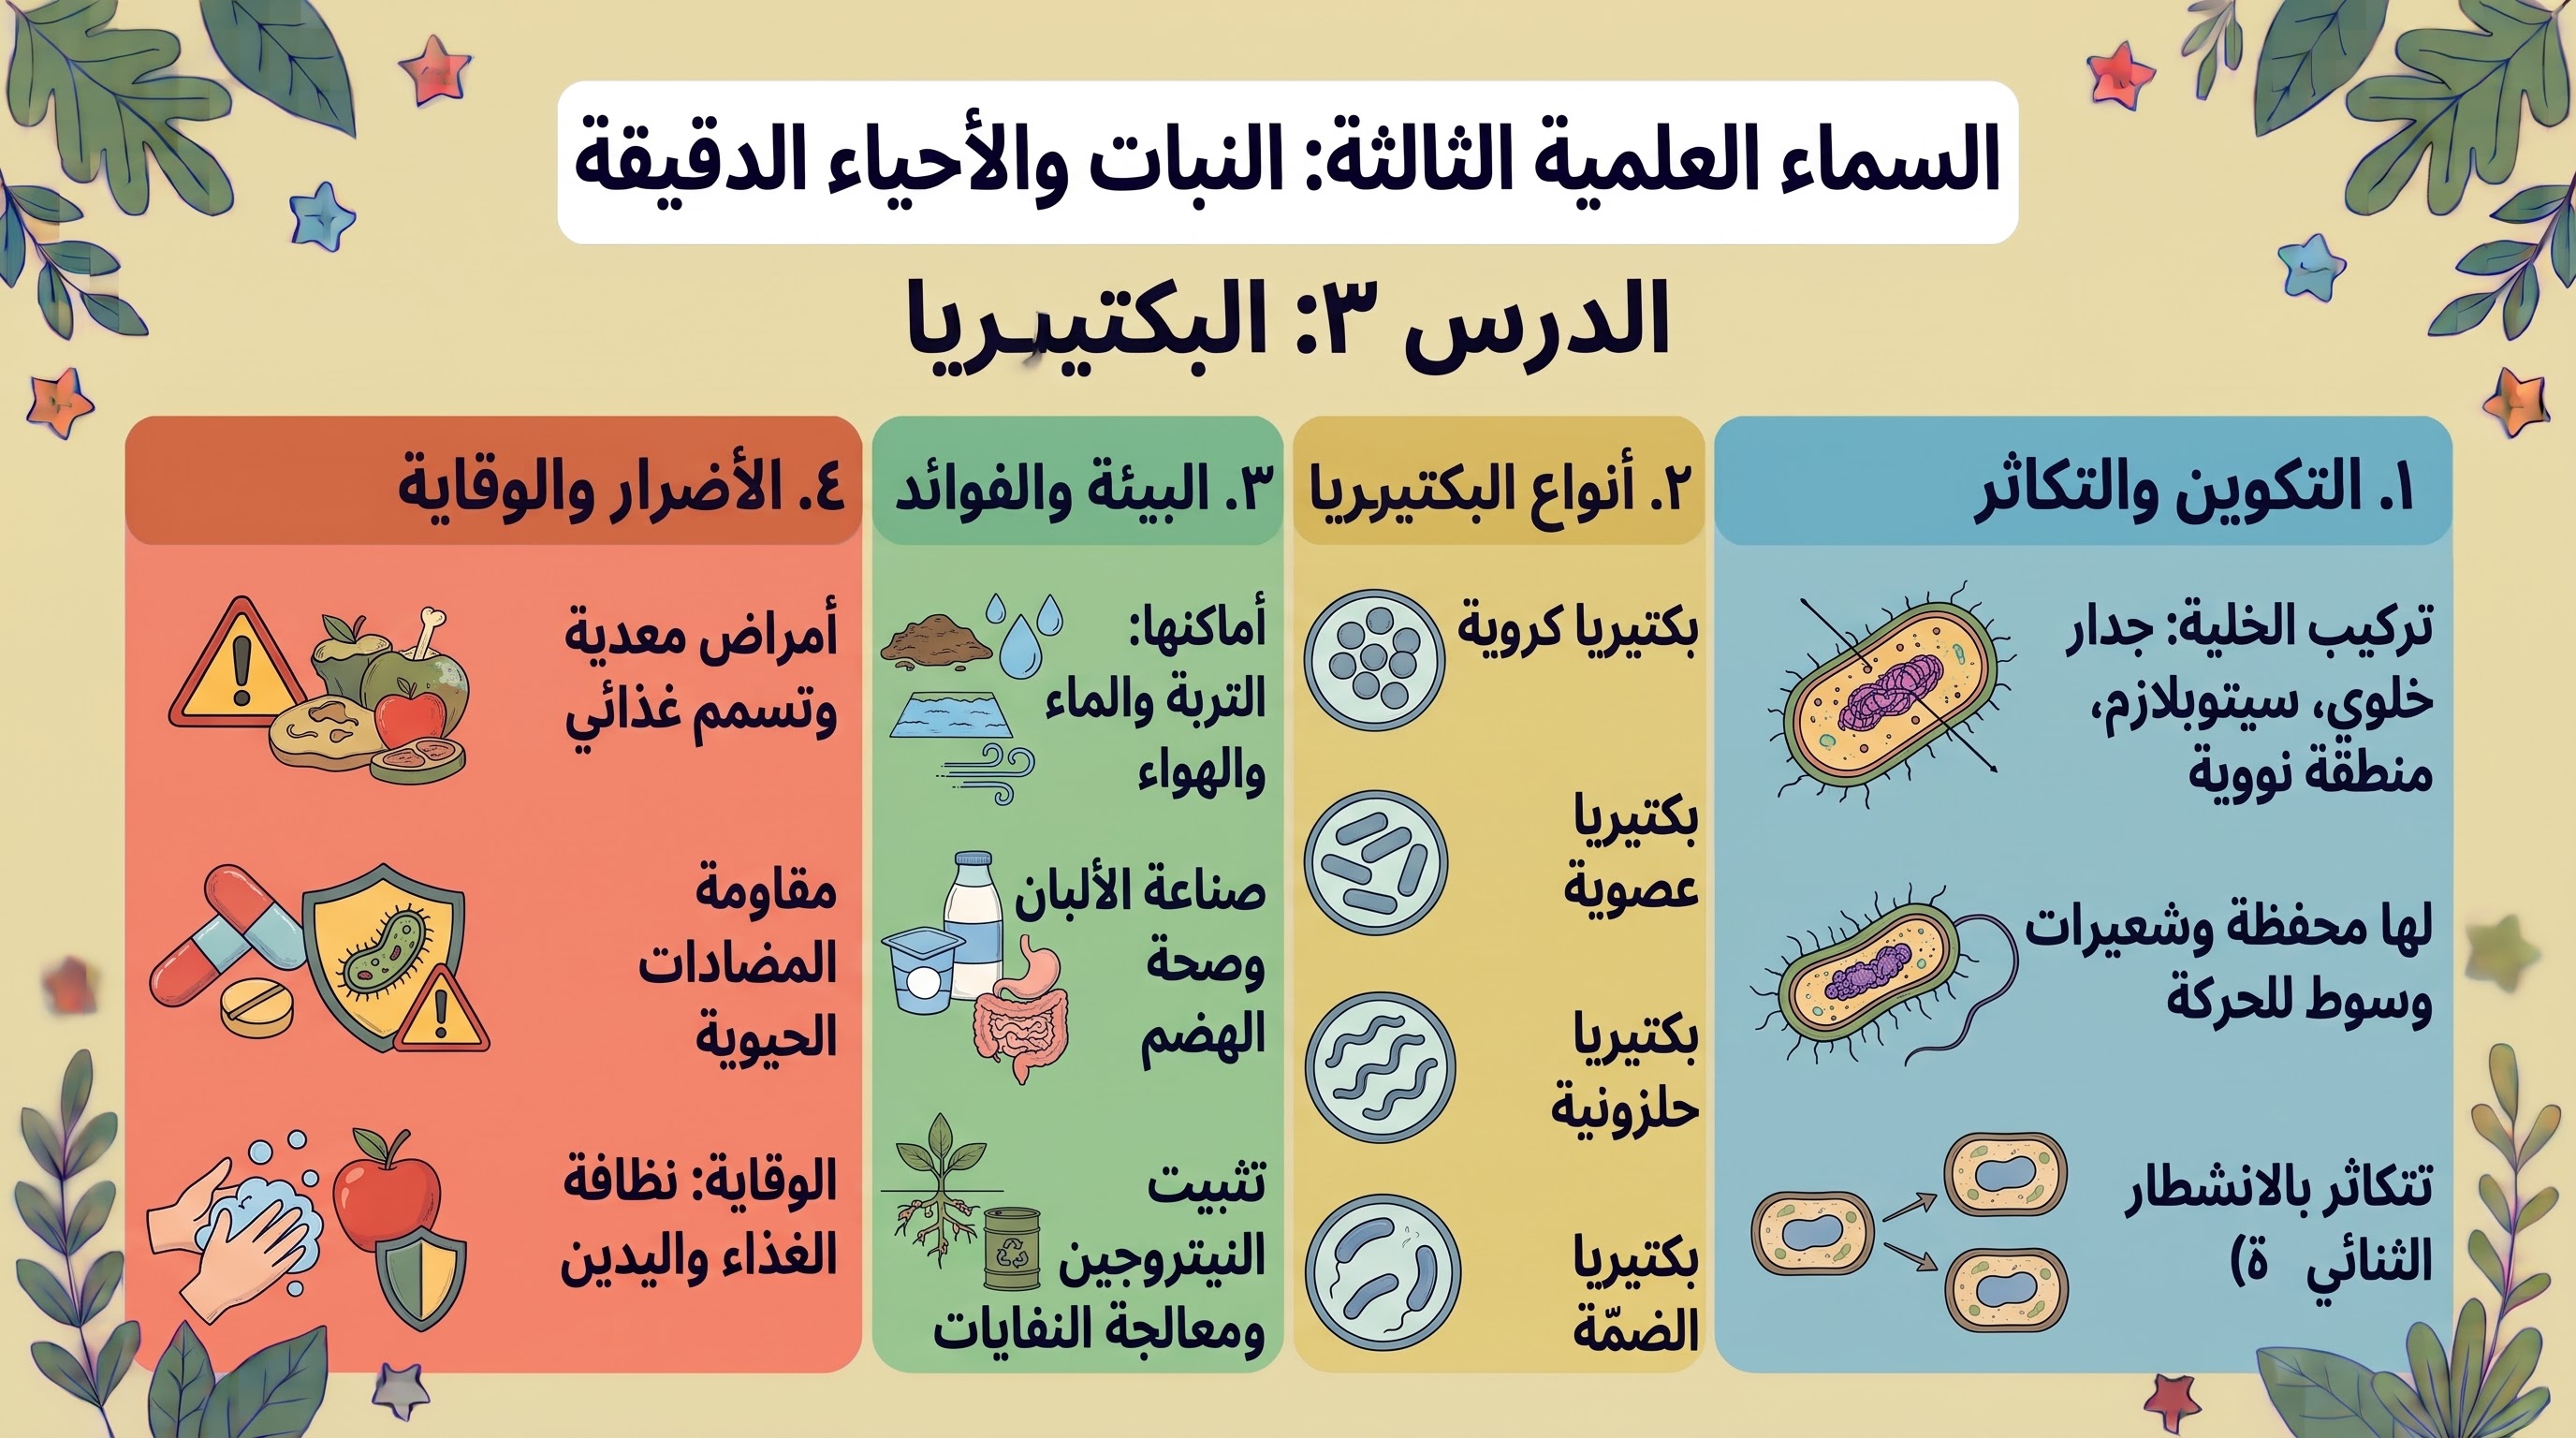 السماء العلمية الثالثة: النبات والأحياء الدقيقة
الدرس ٣: البكتييريا
١. التكوين والتكاثر
تركيب الخلية: جدار
خلوي، سيتوبلازم،
منطقة نووية
لها محفظة وشعيرات
وسوط للحركة
تتكاثر بالانشطار
الثنائي ة)
٢. أنواع البكتيريريا
بكتيريا كروية
بكتيريا
عصوية
بكتيريا
حلزونية
بكتيريا
الضمّة
٣. البيئة والفوائد
أماكنها:
التربة والماء
والهواء
صناعة الألبان
وصحة
الهضم
تثبيت
النيتروجين
ومعالجة النفايات
٤. الأضرار والوقاية
أمراض معدية
وتسمم غذائي
مقاومة
المضادات
الحيوية
الوقاية: نظافة
الغذاء واليدين